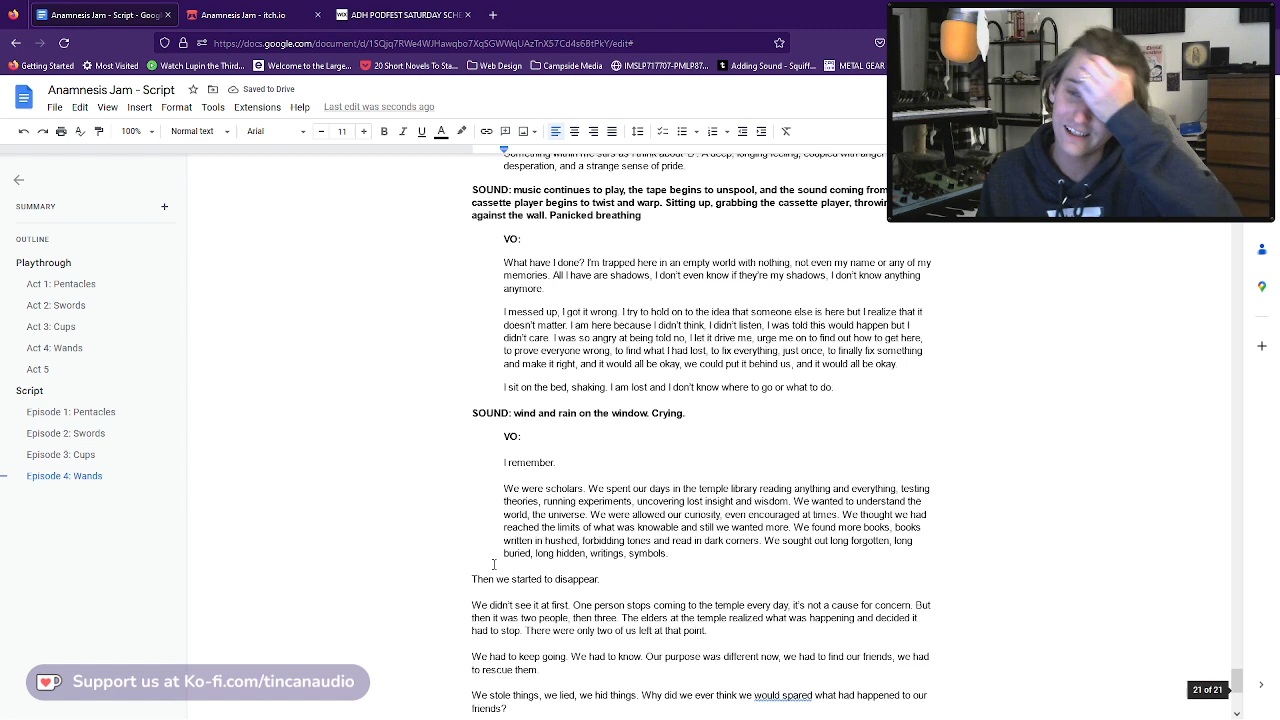 Anamnesis Jam - Script - Goog
Anamnesis Jam - itch.io
WIX ADH PODFEST SATURDAY SCHE
https://docs.google.com/document/d/1SQjq7RWe4WJHawqbo7XqSGWWqUAzTnXS7Cd4s6BtPkY/edit#
Getting Started
Issues - Squiff...
Watch Lupin the Third...
Welcome to the Large...
20 Short Novels To Sta...
Web Design
Campside Media
IMSLP717707-PMLP87...
Adding Sound - Squiff...
METAL GEAR
Anamnesis Jam - Script
Saved to Drive
File Edit View Insert Format Tools Extensions Help Last edit was seconds ago
100% Normal text Arial 11 B I U A
SUMMARY
OUTLINE
Playthrough
Act 1: Pentacles
Act 2: Swords
Act 3: Cups
Act 4: Wands
Act 5
Script
Episode 1: Pentacles
Episode 2: Swords
Episode 3: Cups
Episode 4: Wands
Something within me stirs as I think about 'D'. A deep, longing feeling, coupled with anger
desperation, and a strange sense of pride.
SOUND: music continues to play, the tape begins to unspool, and the sound coming from
cassette player begins to twist and warp. Sitting up, grabbing the cassette player, throwin
against the wall. Panicked breathing
VO:
What have I done? I'm trapped here in an empty world with nothing, not even my name or any of my
memories. All I have are shadows, I don't even know if they're my shadows, I don't know anything
anymore.
I messed up, I got it wrong. I try to hold on to the idea that someone else is here but I realize that it
doesn't matter. I am here because I didn't think, I didn't listen, I was told this would happen but I
didn't care. I was so angry at being told no, I let it drive me, urge me on to find out how to get here,
to prove everyone wrong, to find what I had lost, to fix everything, just once, to finally fix something
and make it right, and it would all be okay, we could put it behind us, and it would all be okay.
I sit on the bed, shaking. I am lost and I don't know where to go or what to do.
SOUND: wind and rain on the window. Crying.
VO:
I remember.
We were scholars. We spent our days in the temple library reading anything and everything, testing
theories, running experiments, uncovering lost insight and wisdom. We wanted to understand the
world, the universe. We were allowed our curiosity, even encouraged at times. We thought we had
reached the limits of what was knowable and still we wanted more. We found more books, books
written in hushed, forbidding tones and read in dark corners. We sought out long forgotten, long
buried, long hidden, writings, symbols.
Then we started to disappear.
We didn't see it at first. One person stops coming to the temple every day, it's not a cause for concern. But
then it was two people, then three. The elders at the temple realized what was happening and decided it
had to stop. There were only two of us left at that point.
We had to keep going. We had to know. Our purpose was different now, we had to find our friends, we had
to rescue them.
We stole things, we lied, we hid things. Why did we ever think we would spared what had happened to our
friends?
21 of 21
Support us at Ko-fi.com/tincanaudio